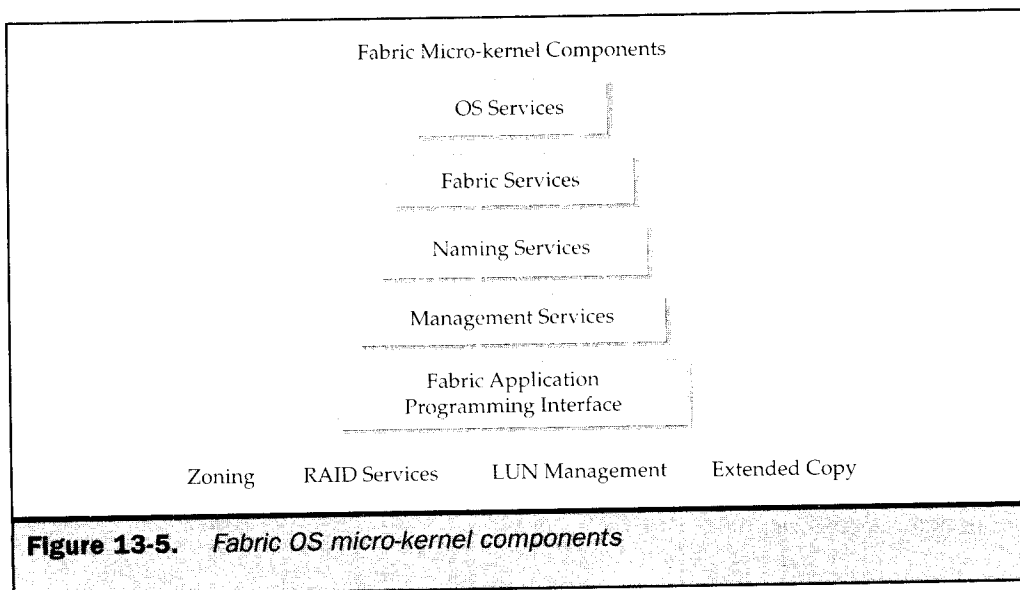 Fabric Micro-kernel Components
OS Services
Fabric Services
Naming Services
Management Services
Fabric Application
Programming Interface
Zoning RAID Services LUN Management Extended Copy
Figure 13-5. Fabric OS micro-kernel components